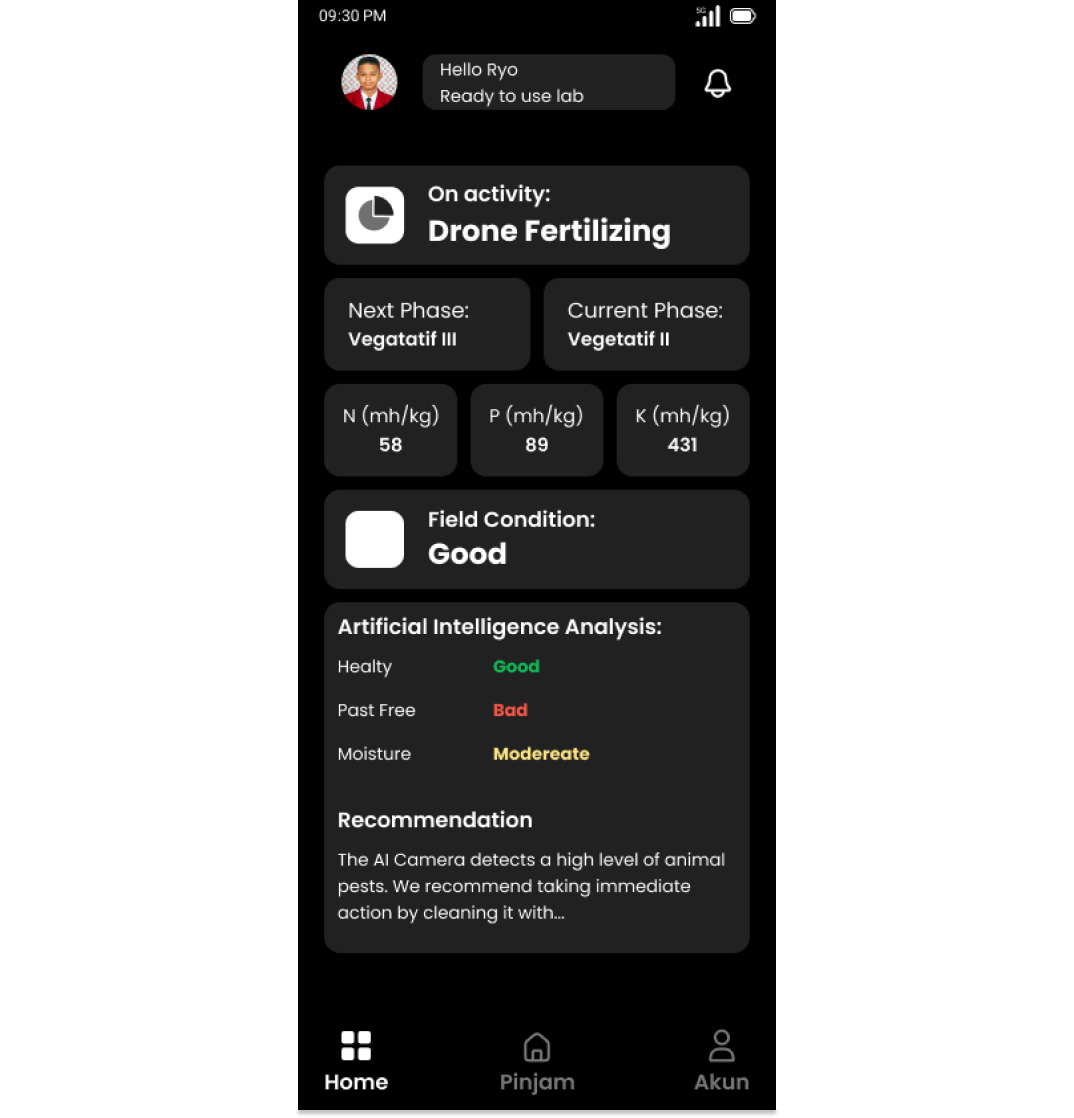 09:30 PM
5G
Hello Ryo
Ready to use lab
On activity:
Drone Fertilizing
Next Phase:
Vegatatif III
Current Phase:
Vegetatif II
N (mh/kg)
58
P (mh/kg)
89
K (mh/kg)
431
Field Condition:
Good
Artificial Intelligence Analysis:
Healty Good
Past Free Bad
Moisture Modereate
Recommendation
The AI Camera detects a high level of animal
pests. We recommend taking immediate
action by cleaning it with...
Home
Pinjam
Akun